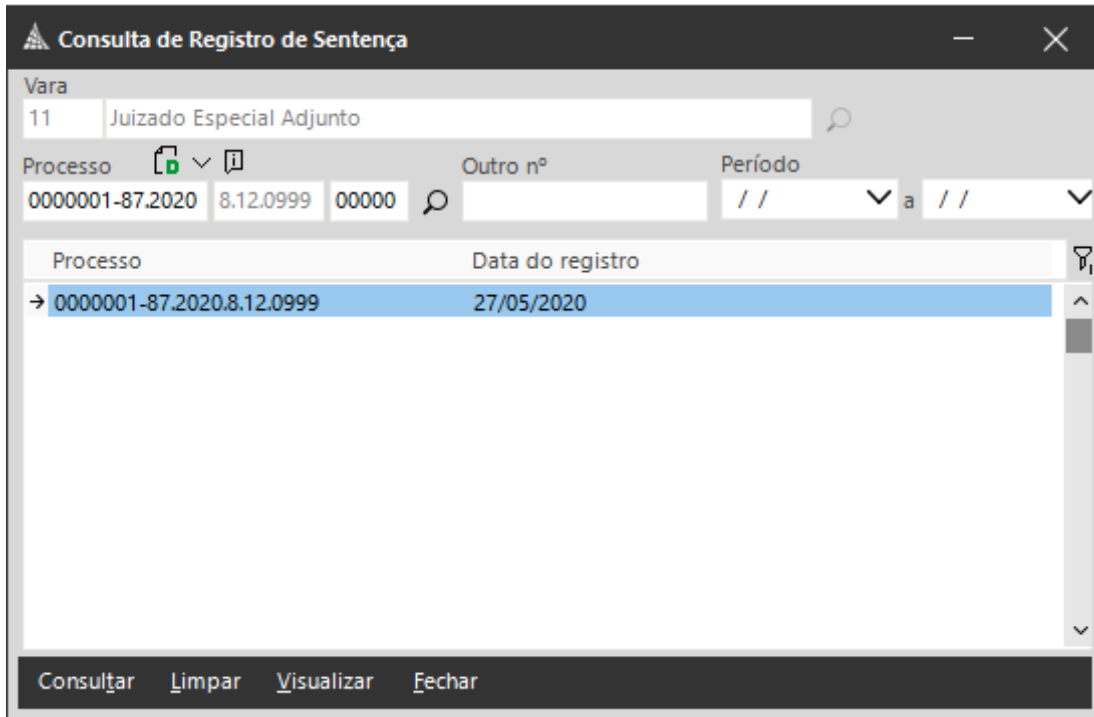 Consulta de Registro de Sentença
Vara
11 Juizado Especial Adjunto
Processo Outro nº Período
0000001-87.2020 8.12.0999 00000 / / a / /
Processo Data do registro
0000001-87.2020.8.12.0999 27/05/2020
Consultar Limpar Visualizar Fechar